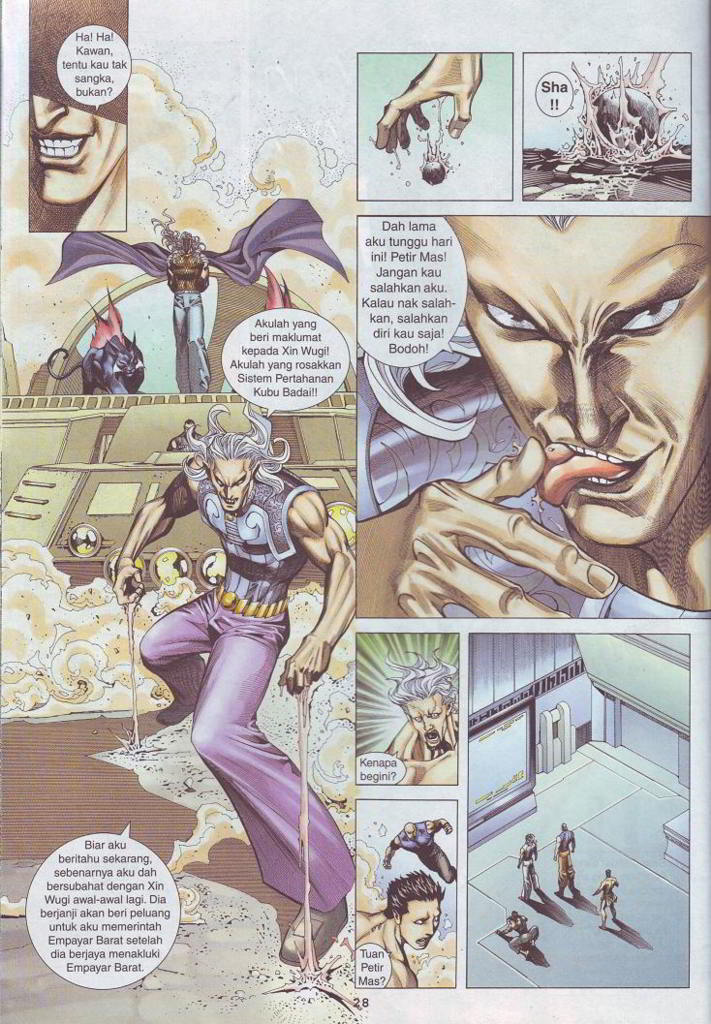 Ha! Ha!
Kawan,
tentu kau tak
sangka,
bukan?
Akulah yang
beri maklumat
kepada Xin Wugi!
Akulah yang rosakkan
Sistem Pertahanan
Kubu Badai!!
Biar aku
beritahu sekarang,
sebenarnya aku dah
bersubahat dengan Xin
Wugi awal-awal lagi. Dia
berjanji akan beri peluang
untuk aku memerintah
Empayar Barat setelah
dia berjaya menakluki
Empayar Barat.
Sha
!!
Dah lama
aku tunggu hari
ini! Petir Mas!
Jangan kau
salahkan aku.
Kalau nak salah-
kan, salahkan
diri kau saja!
Bodoh!
Kenapa
begini?
Tuan
Petir
Mas?
28